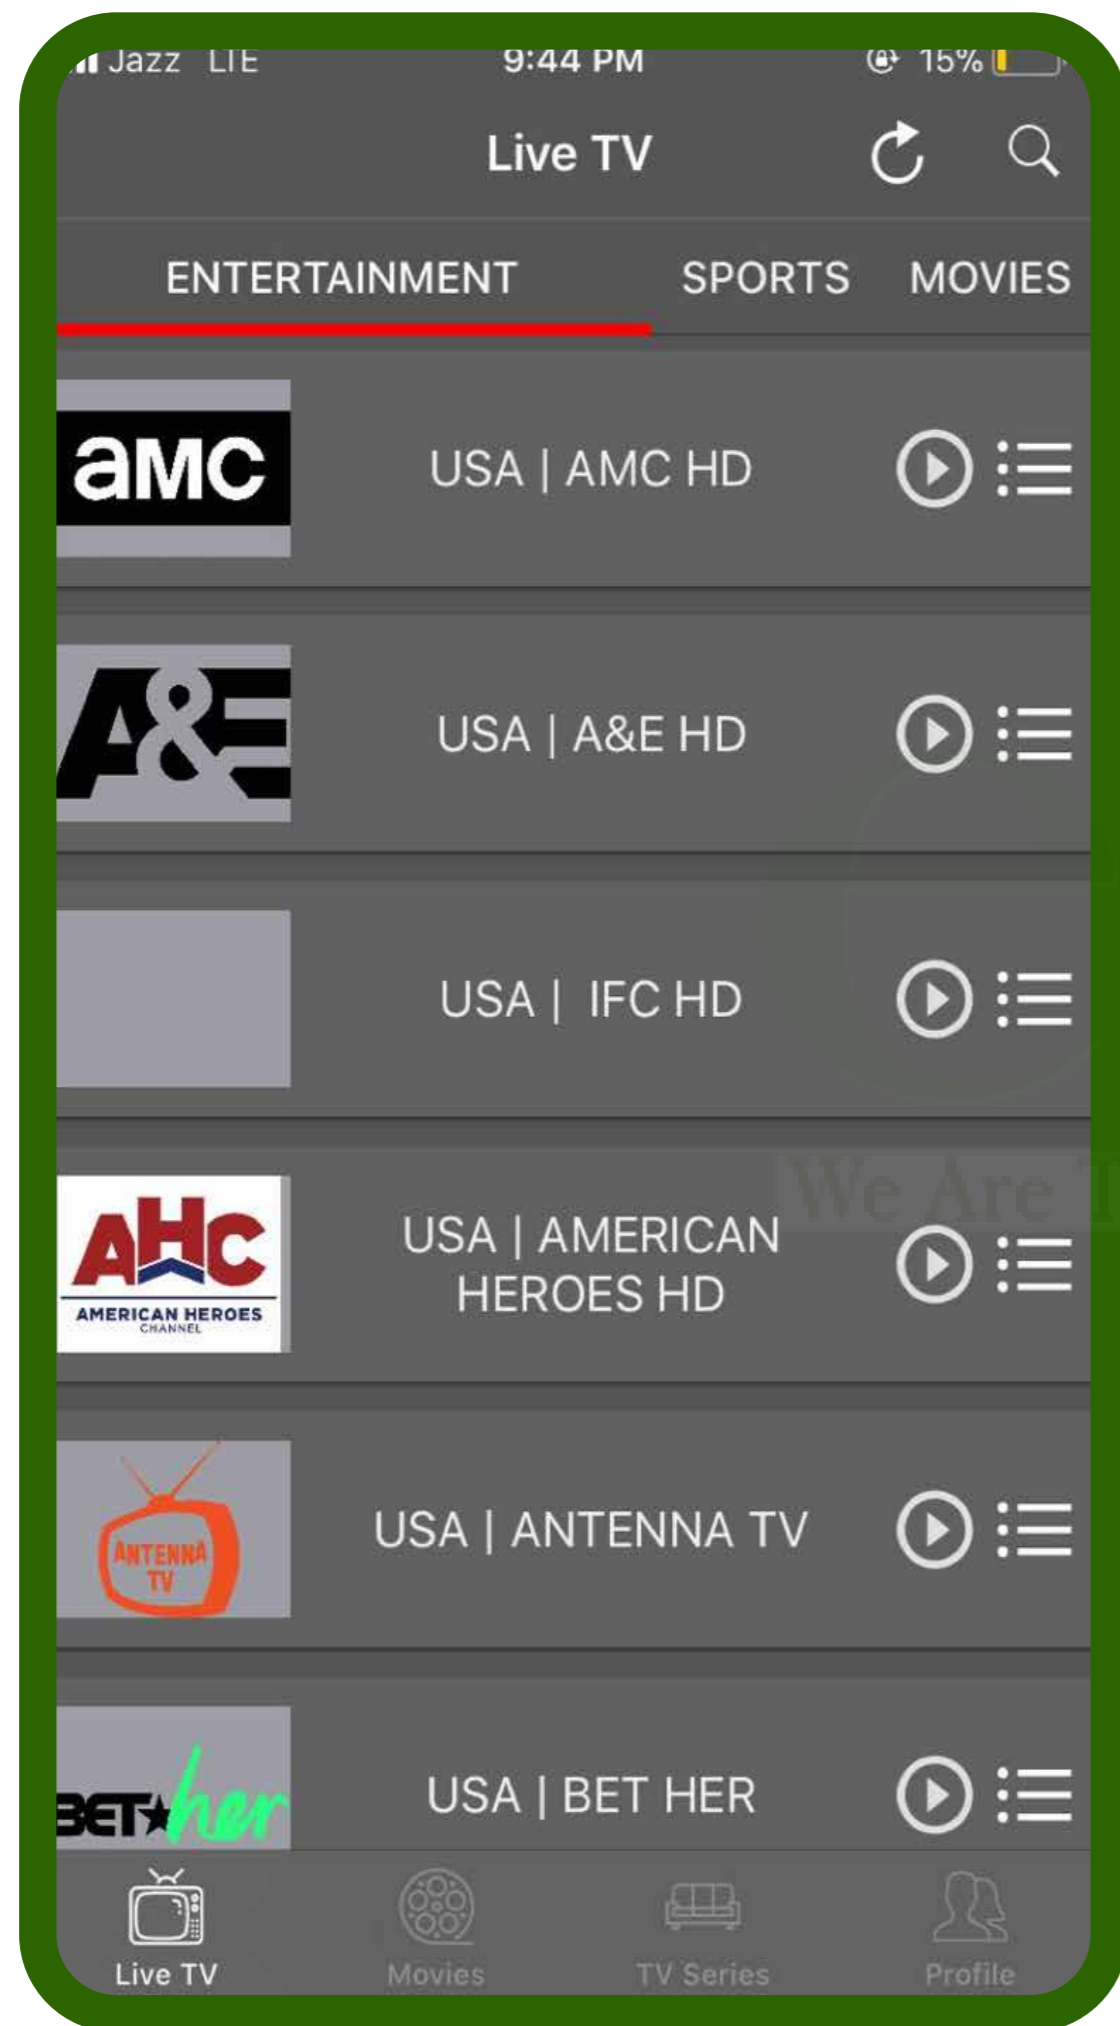 Jazz LTE 9:44 PM 15%
Live TV
ENTERTAINMENT SPORTS MOVIES
aMC
USA | AMC HD
A&E
USA | A&E HD
USA | IFC HD
AHC
AMERICAN HEROES
CHANNEL
USA | AMERICAN
HEROES HD
ANTENNA
TV
USA | ANTENNA TV
BET★her
USA | BET HER
We Are
Live TV Movies TV Series Profile